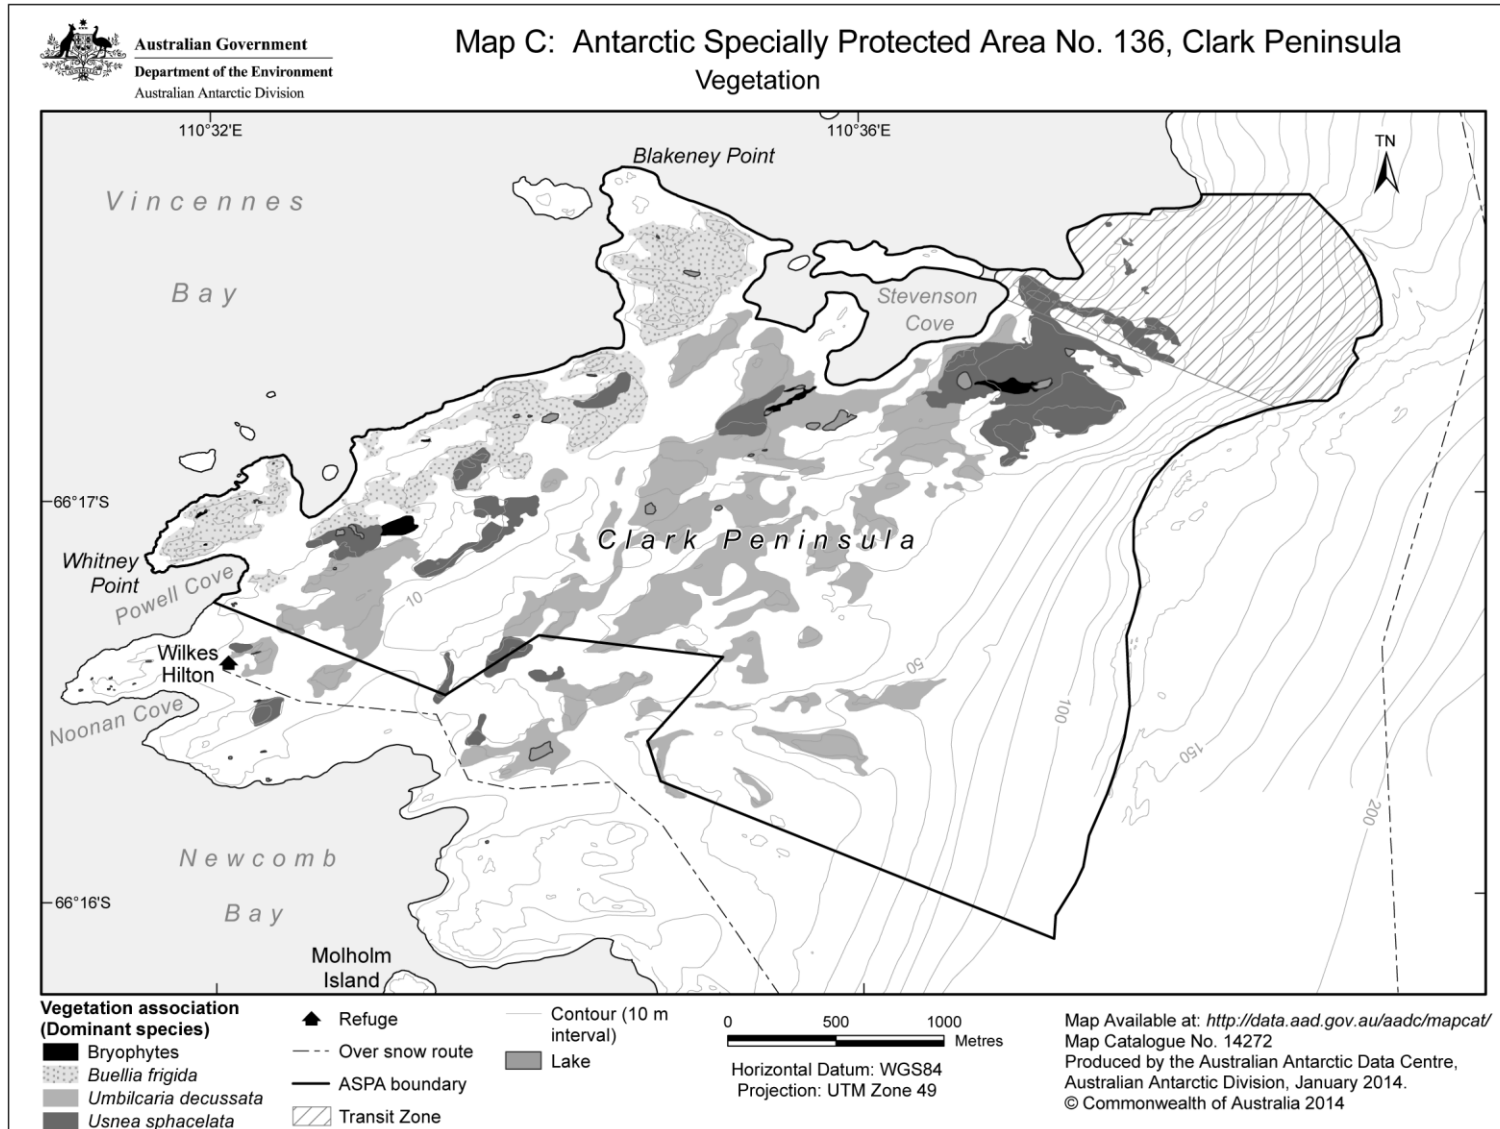 Australian Government
Department of the Environment
Australian Antarctic Division
Map C: Antarctic Specially Protected Area No. 136, Clark Peninsula
Vegetation
110°32'E
110°36'E
TN
Blakeney Point
Vincennes
Bay
Stevenson
Cove
66°17'S
Clark Peninsula
Whitney
Point
Powell Cove
10
Wilkes
Hilton
50
Noonan Cove
100
150
200
Newcomb
Bay
66°16'S
Molholm
Island
Vegetation association
(Dominant species)
Bryophytes
Buellia frigida
Umbilcaria decussata
Usnea sphacelata
Refuge
Over snow route
ASPA boundary
Transit Zone
Contour (10 m
interval)
Lake
0 500 1000
Metres
Horizontal Datum: WGS84
Projection: UTM Zone 49
Map Available at: http://data.aad.gov.au/aadc/mapcat/
Map Catalogue No. 14272
Produced by the Australian Antarctic Data Centre,
Australian Antarctic Division, January 2014.
© Commonwealth of Australia 2014